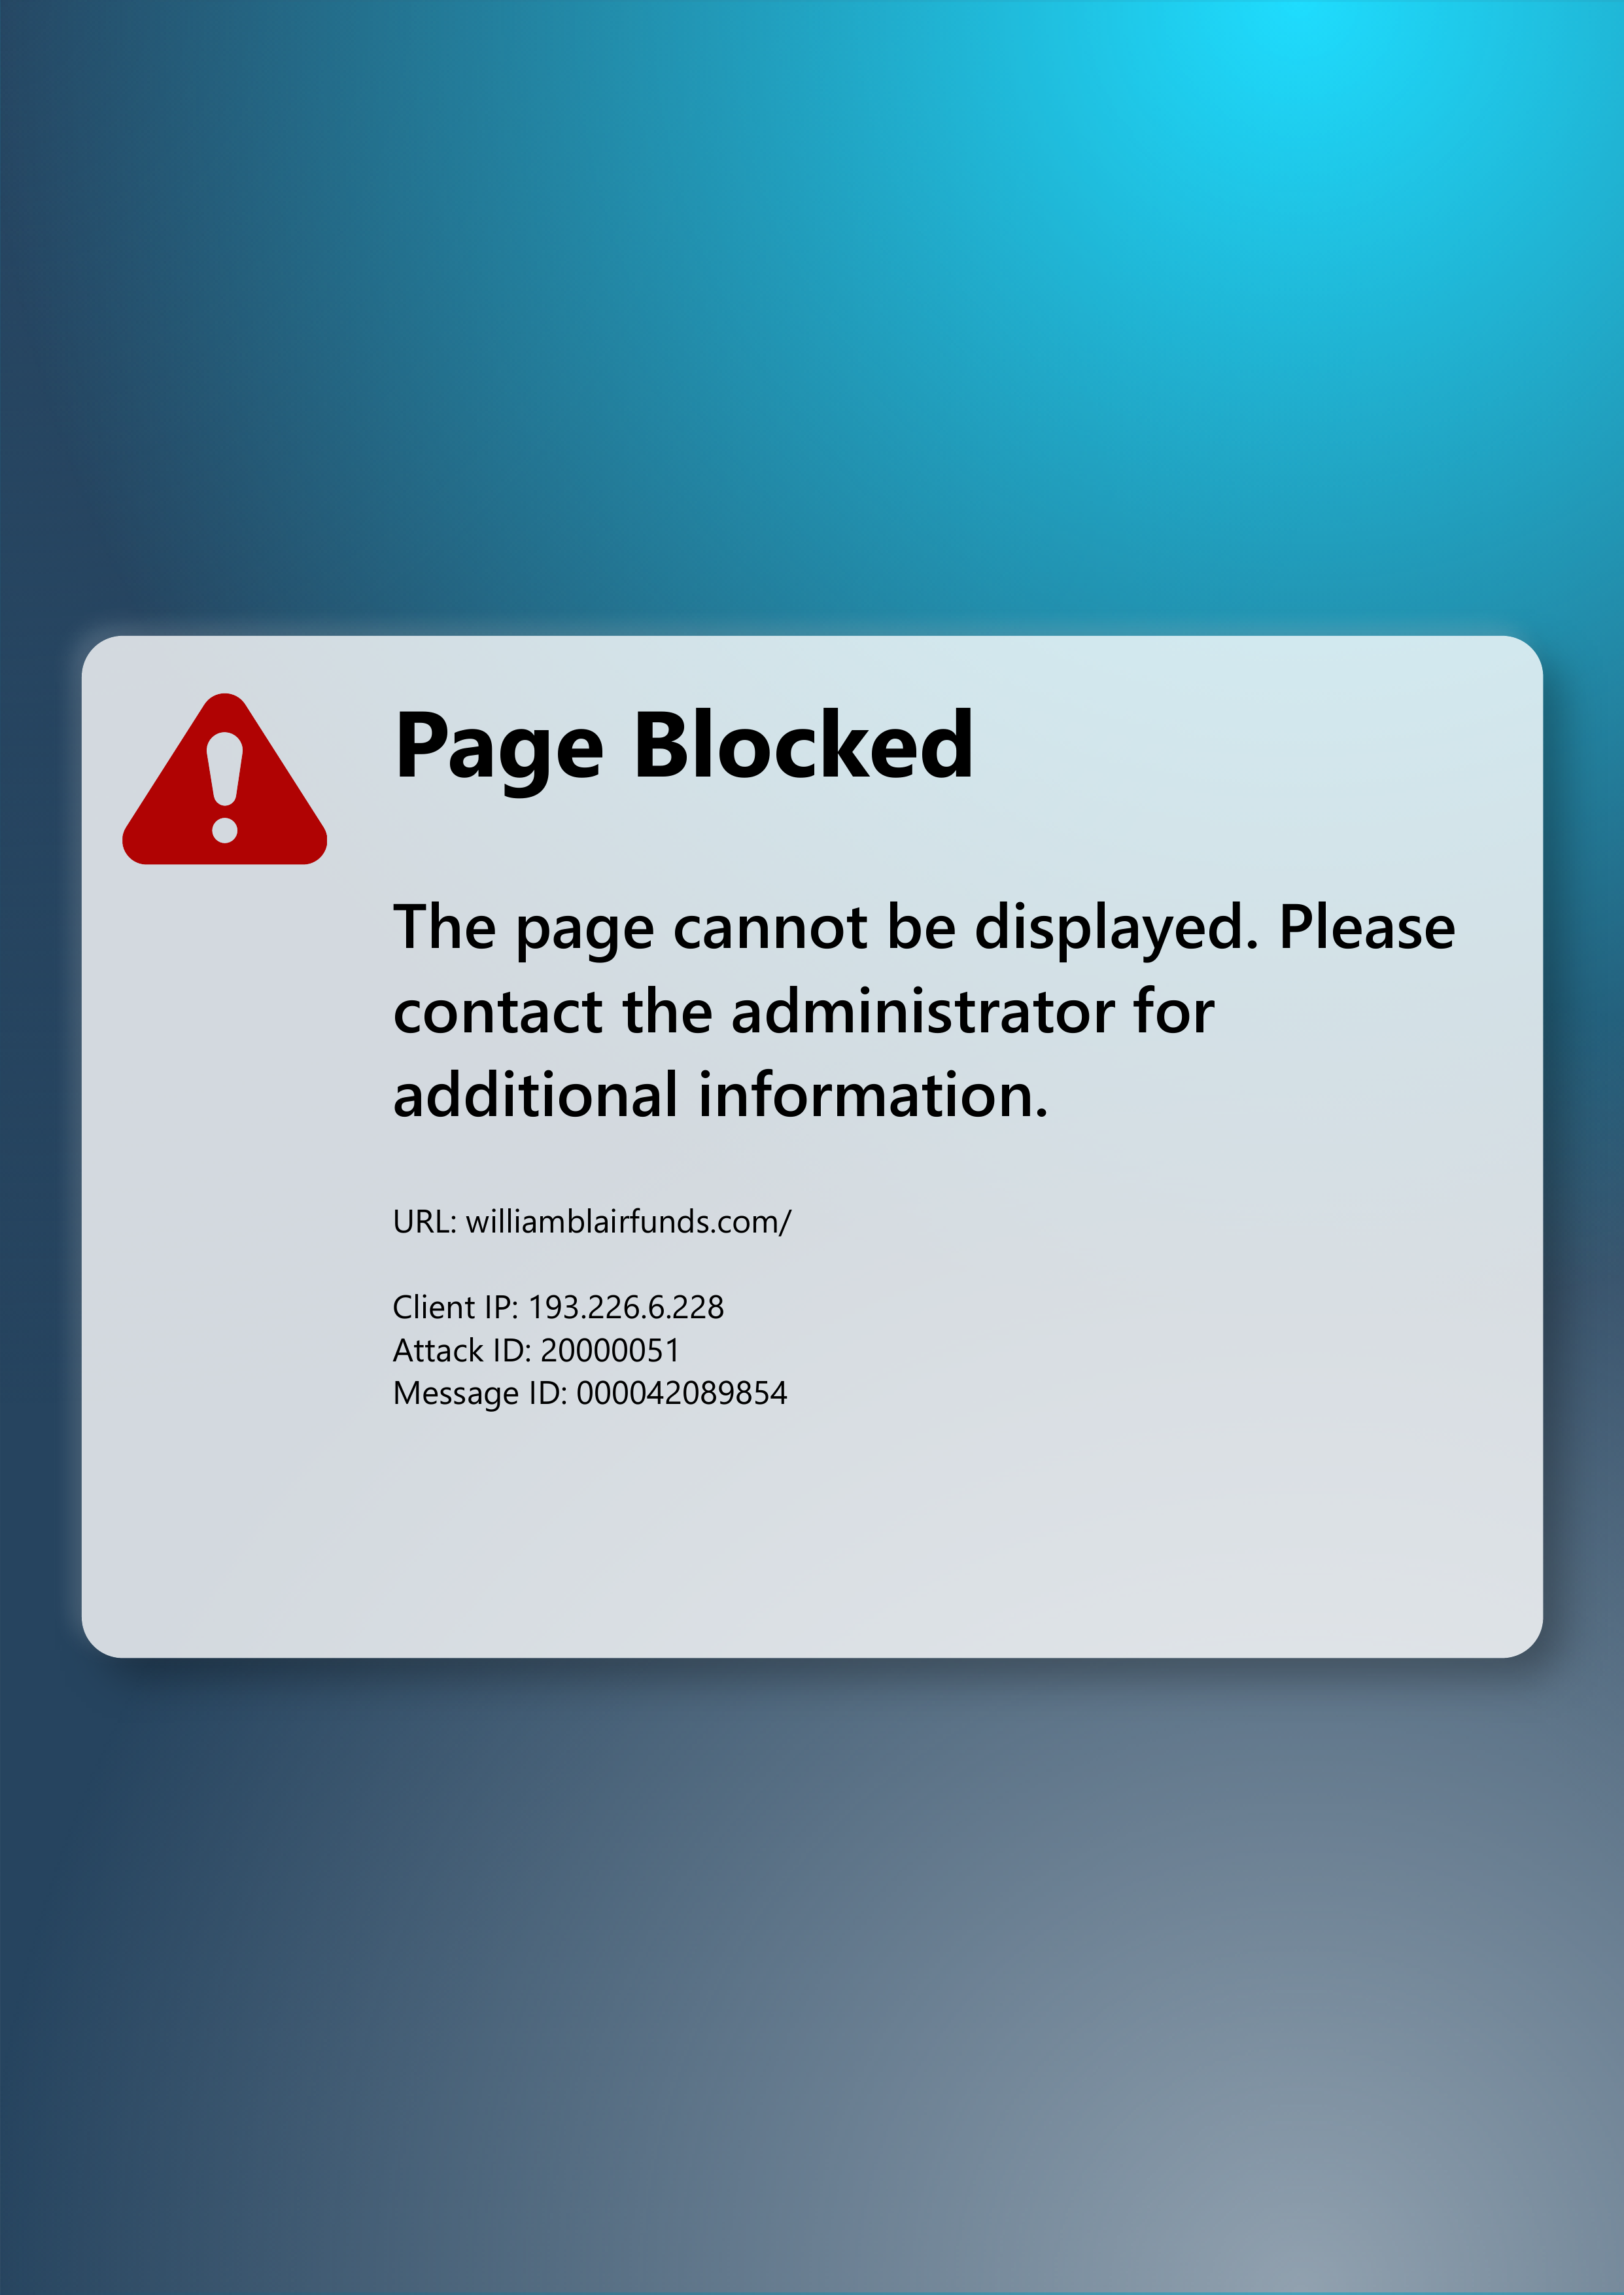 Page Blocked
The page cannot be displayed. Please
contact the administrator for
additional information.
URL: williamblairfunds.com/
Client IP: 193.226.6.228
Attack ID: 20000051
Message ID: 000042089854